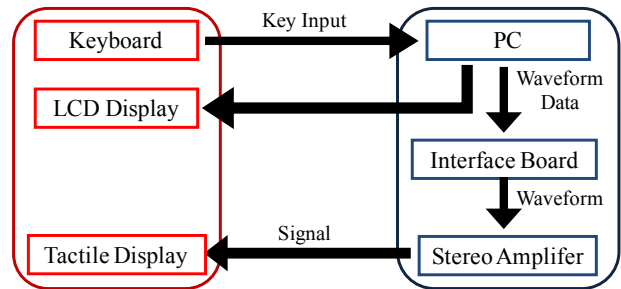 Keyboard
Key Input
PC
LCD Display
Waveform
Data
Interface Board
Waveform
Tactile Display
Signal
Stereo Amplifer